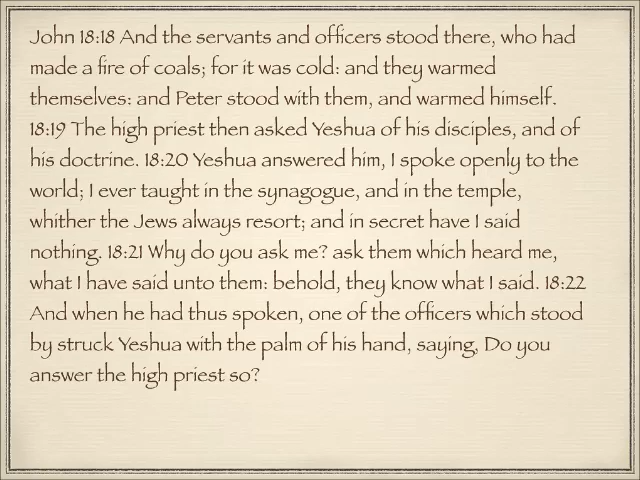 John 18:18 And the servants and officers stood there, who had
made a fire of coals; for it was cold: and they warmed
themselves: and Peter stood with them, and warmed himself.
18:19 The high priest then asked Yeshua of his disciples, and of
his doctrine. 18:20 Yeshua answered him, I spoke openly to the
world; I ever taught in the synagogue, and in the temple,
whither the Jews always resort; and in secret have I said
nothing. 18:21 Why do you ask me? ask them which heard me,
what I have said unto them: behold, they know what I said. 18:22
And when he had thus spoken, one of the officers which stood
by struck Yeshua with the palm of his hand, saying, Do you
answer the high priest so?